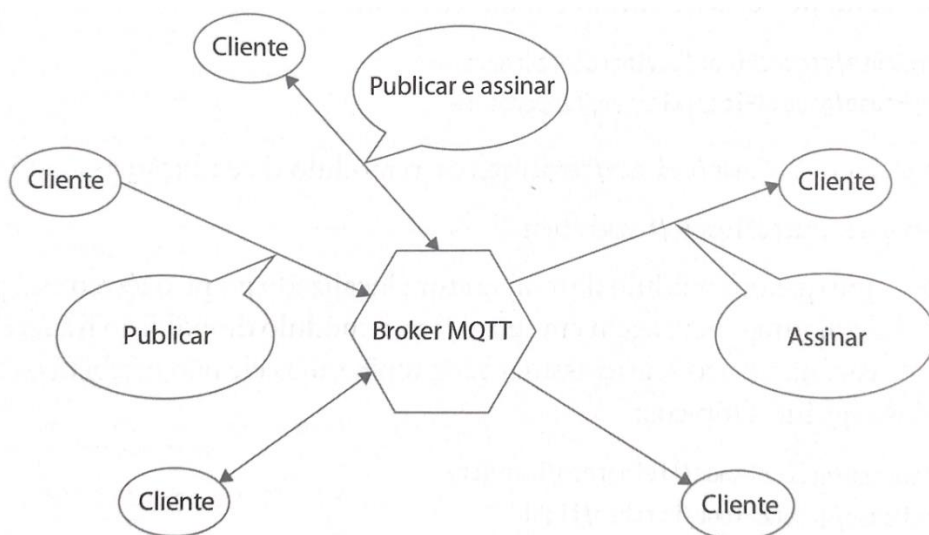 Cliente
Publicar e assinar
Cliente
Cliente
Publicar
Broker MQTT
Assinar
Cliente
Cliente